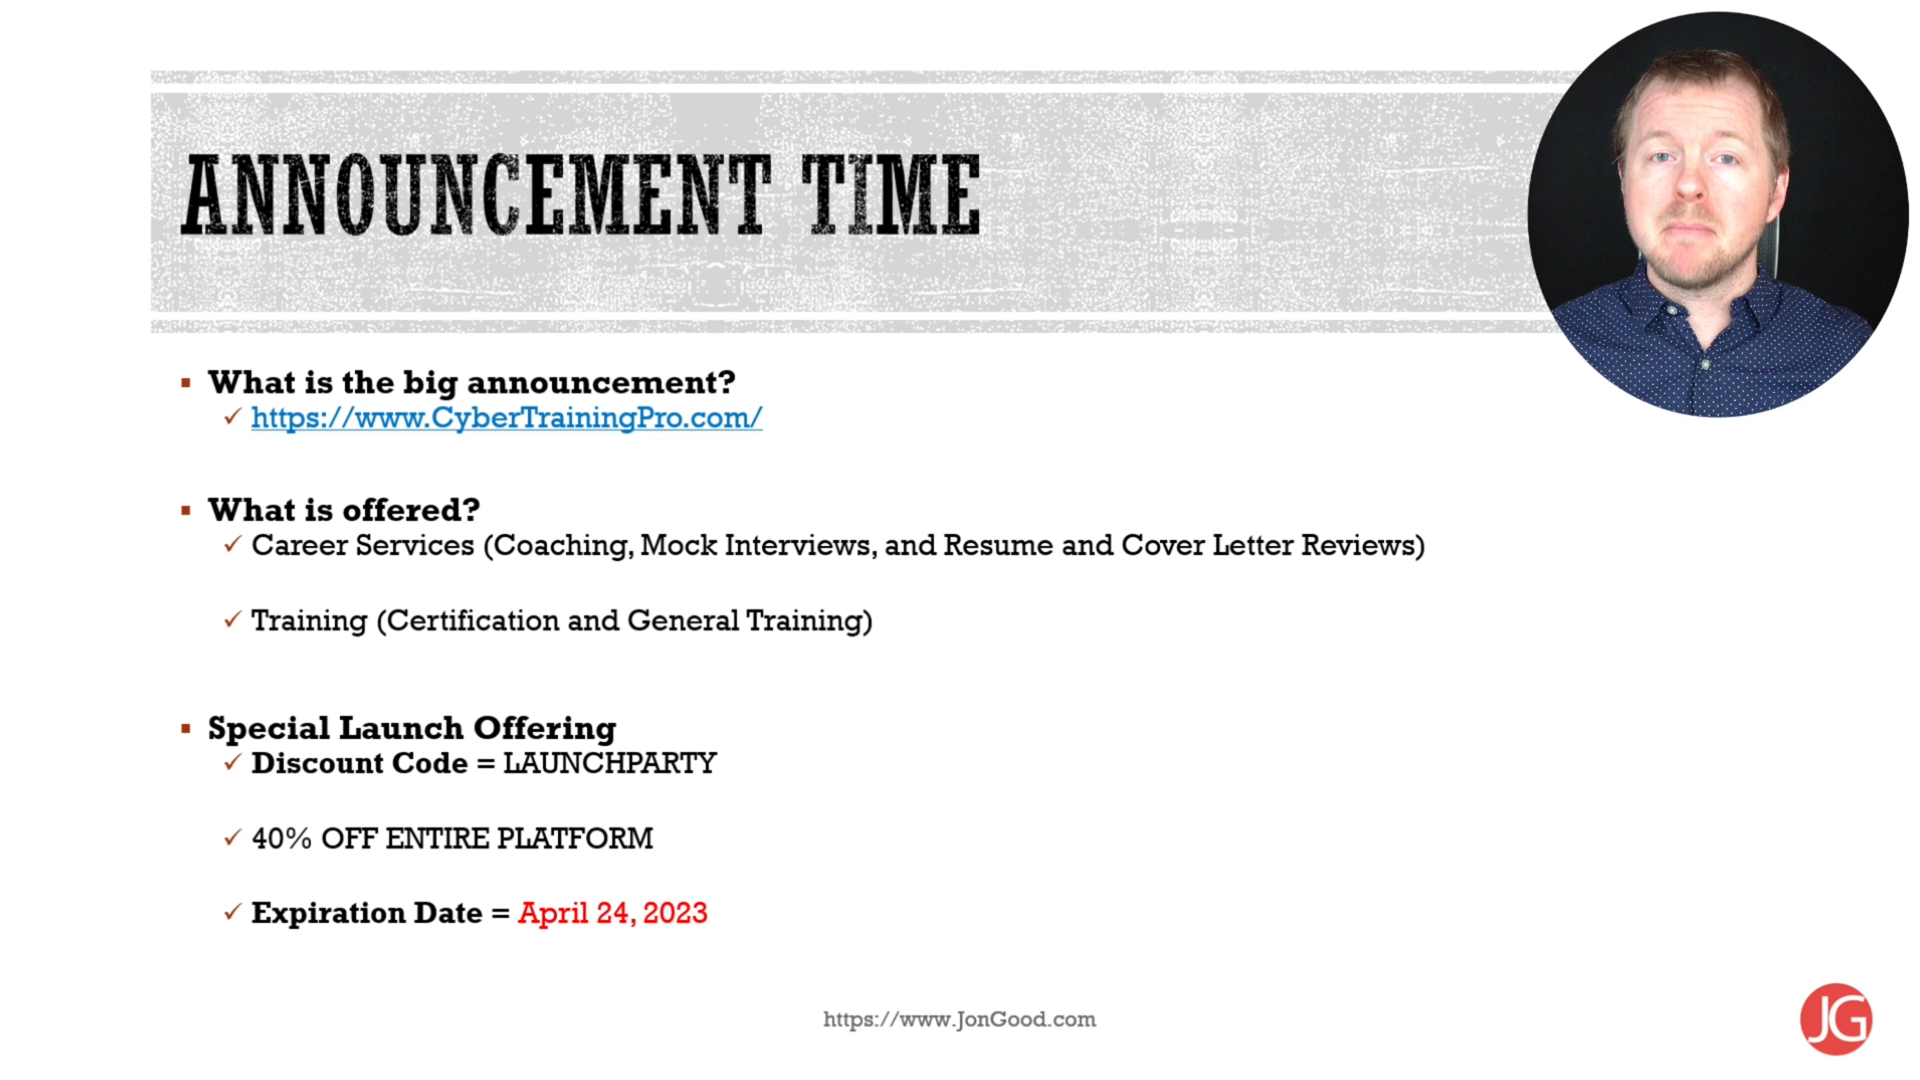 ANNOUNCEMENT TIME
What is the big announcement?
https://www.CyberTrainingPro.com/
What is offered?
Career Services (Coaching, Mock Interviews, and Resume and Cover Letter Reviews)
Training (Certification and General Training)
Special Launch Offering
Discount Code = LAUNCHPARTY
40% OFF ENTIRE PLATFORM
Expiration Date = April 24, 2023
https://www.JonGood.com
JG